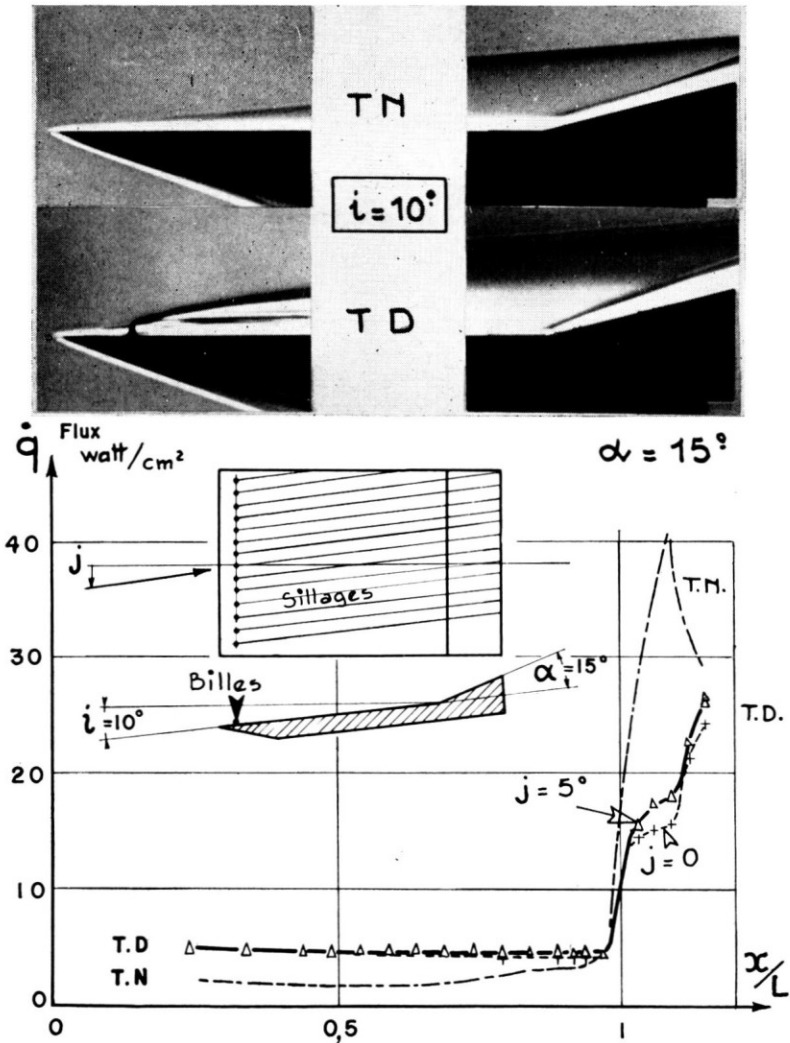 TN
i = 10°
TD
q̇ Flux
watt/cm²
α = 15°
40
j
T.N.
Sillages
30
Billes
α = 15°
i = 10°
T.D.
20
j = 5°
j = 0
10
T.D
T.N
x/L
0
0
0,5
1